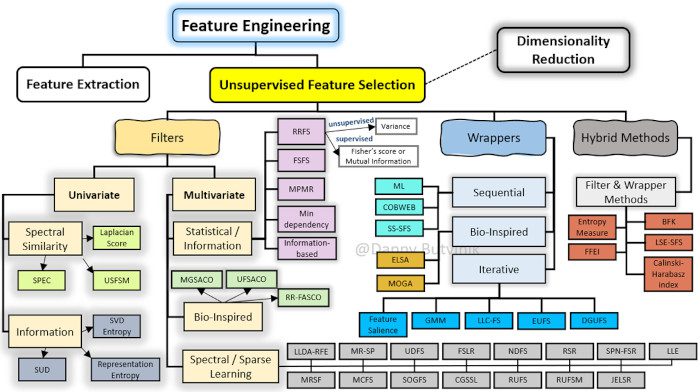 Feature Engineering
Dimensionality
Reduction
Feature Extraction
Unsupervised Feature Selection
Filters
Wrappers
Hybrid Methods
RRFS
unsupervised
Variance
supervised
Fisher's score or
Mutual Information
FSFS
MPMR
Min
dependency
Information-
based
Univariate
Multivariate
Spectral
Similarity
Laplacian
Score
SPEC
USFSM
Statistical /
Information
MGSACO
UFSACO
RR-FASCO
Bio-Inspired
Information
SVD
Entropy
SUD
Representation
Entropy
Spectral / Sparse
Learning
ML
COBWEB
SS-SFS
Sequential
Bio-Inspired
ELSA
MOGA
Iterative
@Danny Butvinik
Feature
Salience
GMM
LLC-FS
EUFS
DGUFS
Filter & Wrapper
Methods
Entropy
Measure
FFEI
BFK
LSE-SFS
Calinski-
Harabasz
index
LLDA-RFE
MR-SP
UDFS
FSLR
NDFS
RSR
SPN-FSR
LLE
MRSF
MCFS
SOGFS
CGSSL
RUFS
RUFSM
JELSR